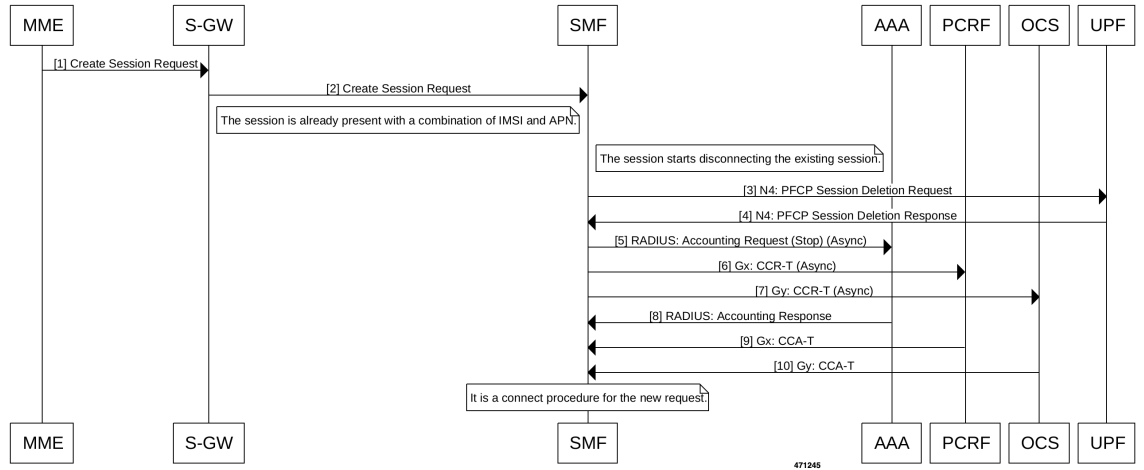 MME S-GW SMF AAA PCRF OCS UPF
[1] Create Session Request
[2] Create Session Request
The session is already present with a combination of IMSI and APN.
The session starts disconnecting the existing session.
[3] N4: PFCP Session Deletion Request
[4] N4: PFCP Session Deletion Response
[5] RADIUS: Accounting Request (Stop) (Async)
[6] Gx: CCR-T (Async)
[7] Gy: CCR-T (Async)
[8] RADIUS: Accounting Response
[9] Gx: CCA-T
[10] Gy: CCA-T
It is a connect procedure for the new request.
MME S-GW SMF AAA PCRF OCS UPF
471245